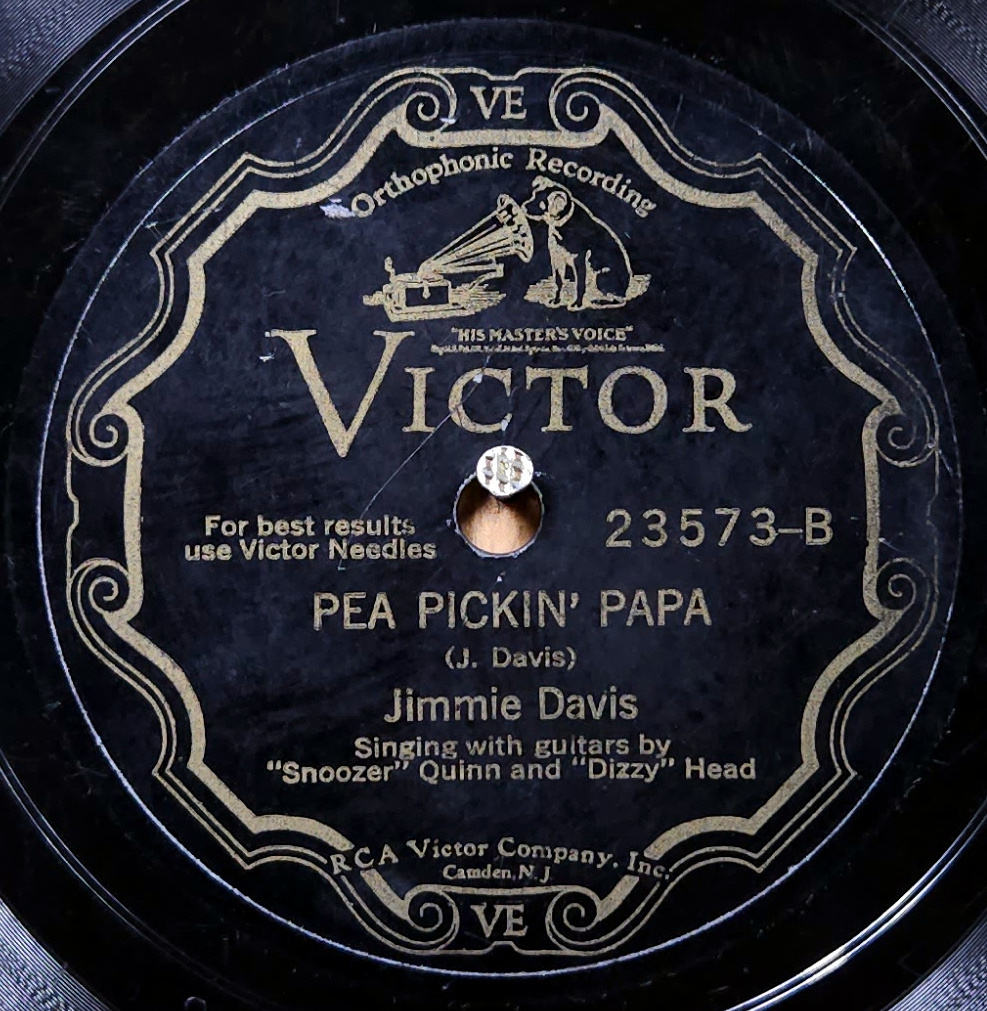 VE
Orthophonic Recording
"HIS MASTER'S VOICE"
VICTOR
For best results
use Victor Needles
23573-B
PEA PICKIN' PAPA
(J. Davis)
Jimmie Davis
Singing with guitars by
"Snoozer" Quinn and "Dizzy" Head
RCA Victor Company, Inc.
Camden, N. J.
VE